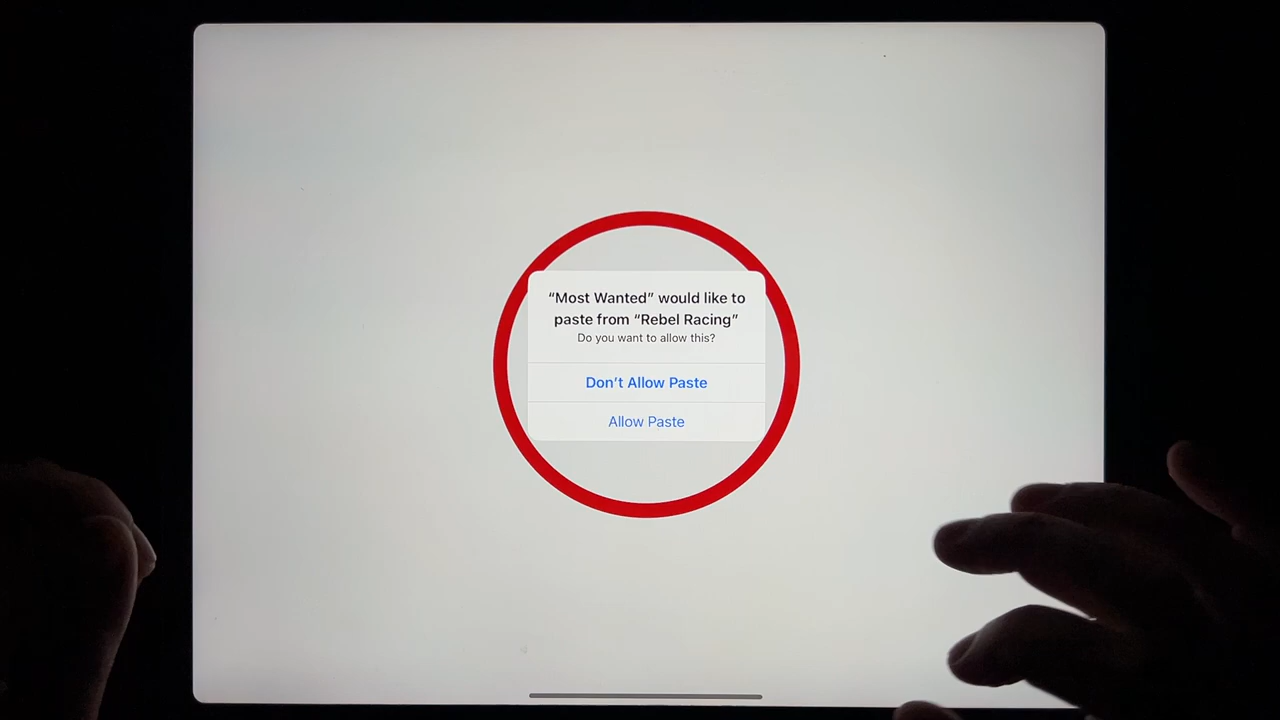 “Most Wanted” would like to
paste from “Rebel Racing”
Do you want to allow this?
Don’t Allow Paste
Allow Paste